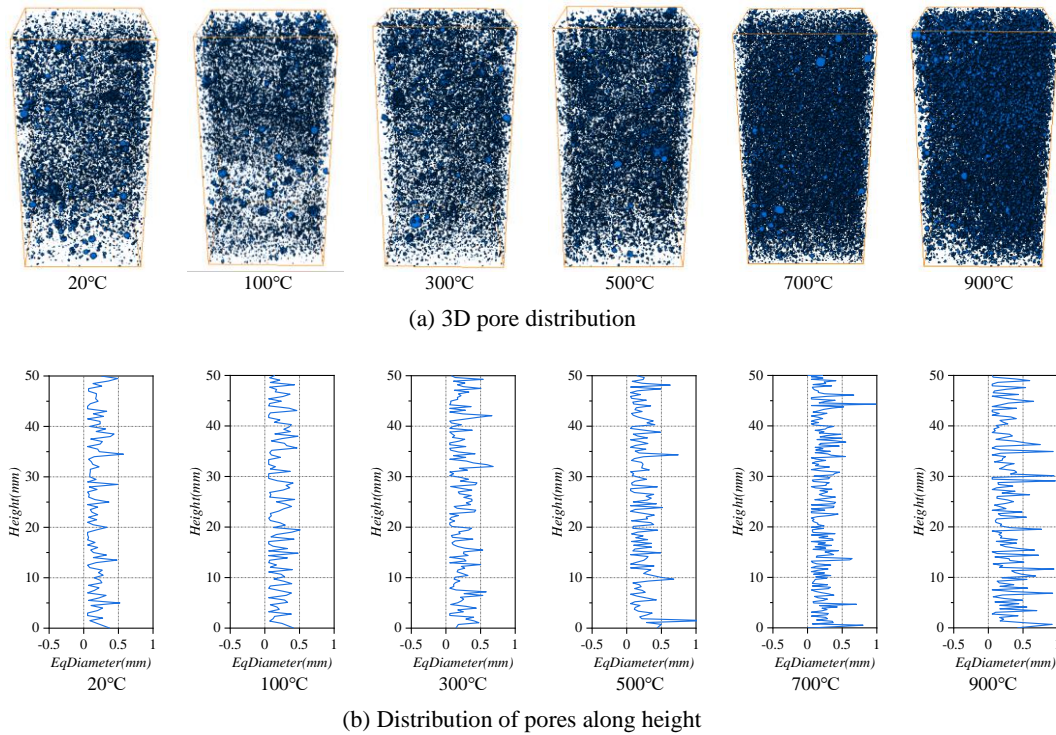 20℃ 100℃ 300℃ 500℃ 700℃ 900℃
(a) 3D pore distribution
50 50 50 50 50 50
40 40 40 40 40 40
30 30 30 30 30 30
Height(mm) Height(mm) Height(mm) Height(mm) Height(mm) Height(mm)
20 20 20 20 20 20
10 10 10 10 10 10
0 0 0 0 0 0
-0.5 0 0.5 1 -0.5 0 0.5 1 -0.5 0 0.5 1 -0.5 0 0.5 1 -0.5 0 0.5 1 -0.5 0 0.5 1
EqDiameter(mm) EqDiameter(mm) EqDiameter(mm) EqDiameter(mm) EqDiameter(mm) EqDiameter(mm)
20℃ 100℃ 300℃ 500℃ 700℃ 900℃
(b) Distribution of pores along height